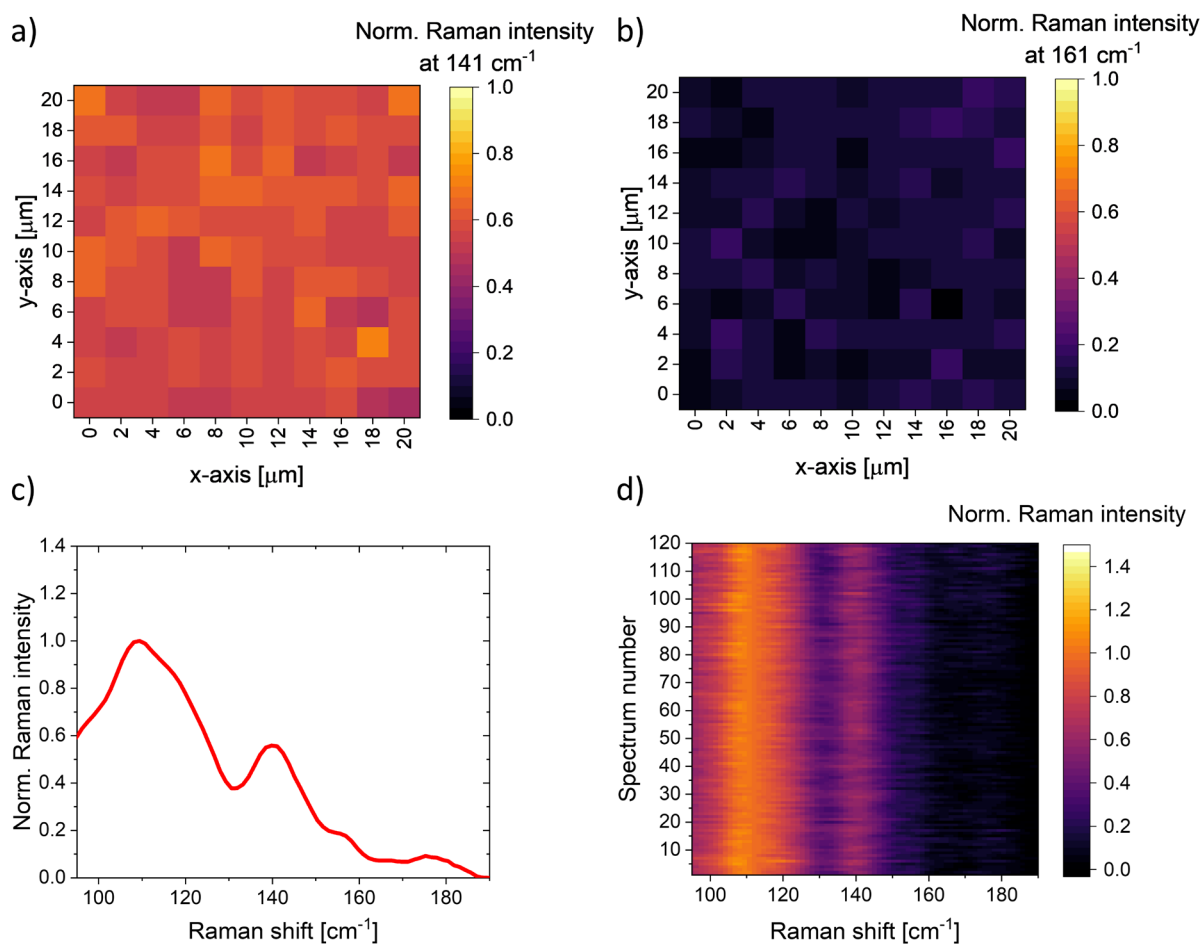 a)
Norm. Raman intensity
at 141 cm⁻¹
y-axis [μm]
20
18
16
14
12
10
8
6
4
2
0
0 2 4 6 8 10 12 14 16 18 20
x-axis [μm]
1.0
0.8
0.6
0.4
0.2
0.0
b)
Norm. Raman intensity
at 161 cm⁻¹
y-axis [μm]
20
18
16
14
12
10
8
6
4
2
0
0 2 4 6 8 10 12 14 16 18 20
x-axis [μm]
1.0
0.8
0.6
0.4
0.2
0.0
c)
Norm. Raman intensity
1.4
1.2
1.0
0.8
0.6
0.4
0.2
0.0
100 120 140 160 180
Raman shift [cm⁻¹]
d)
Norm. Raman intensity
Spectrum number
120
110
100
90
80
70
60
50
40
30
20
10
100 120 140 160 180
Raman shift [cm⁻¹]
1.4
1.2
1.0
0.8
0.6
0.4
0.2
0.0